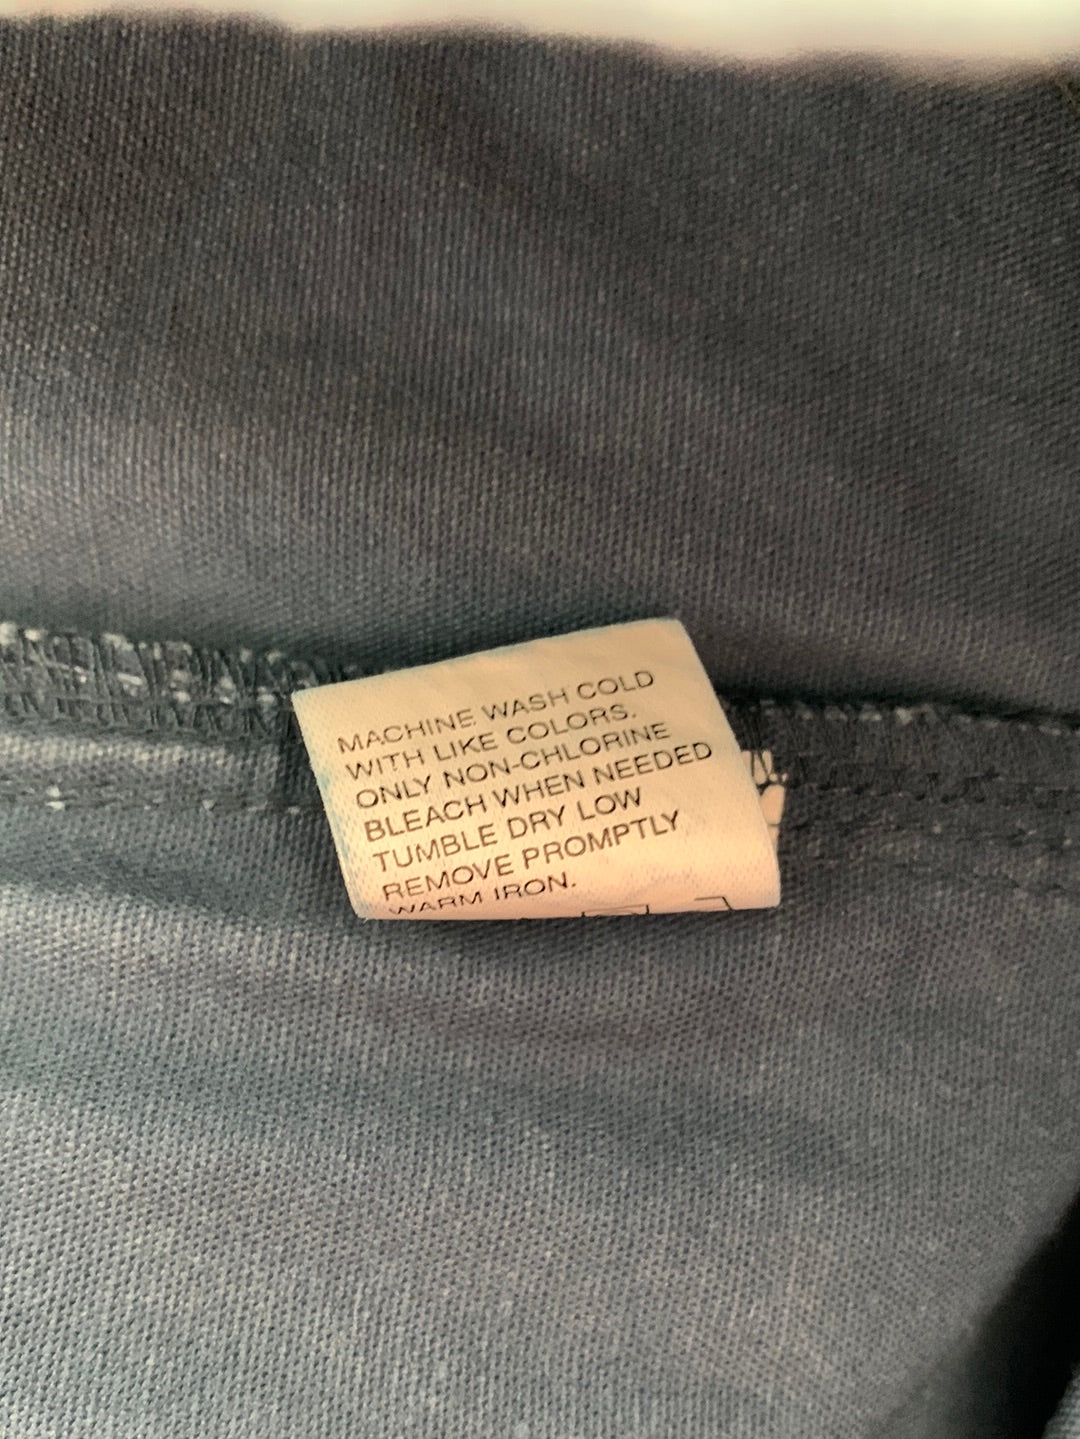 MACHINE WASH COLD
WITH LIKE COLORS.
ONLY NON-CHLORINE
BLEACH WHEN NEEDED
TUMBLE DRY LOW
REMOVE PROMPTLY
WARM IRON.